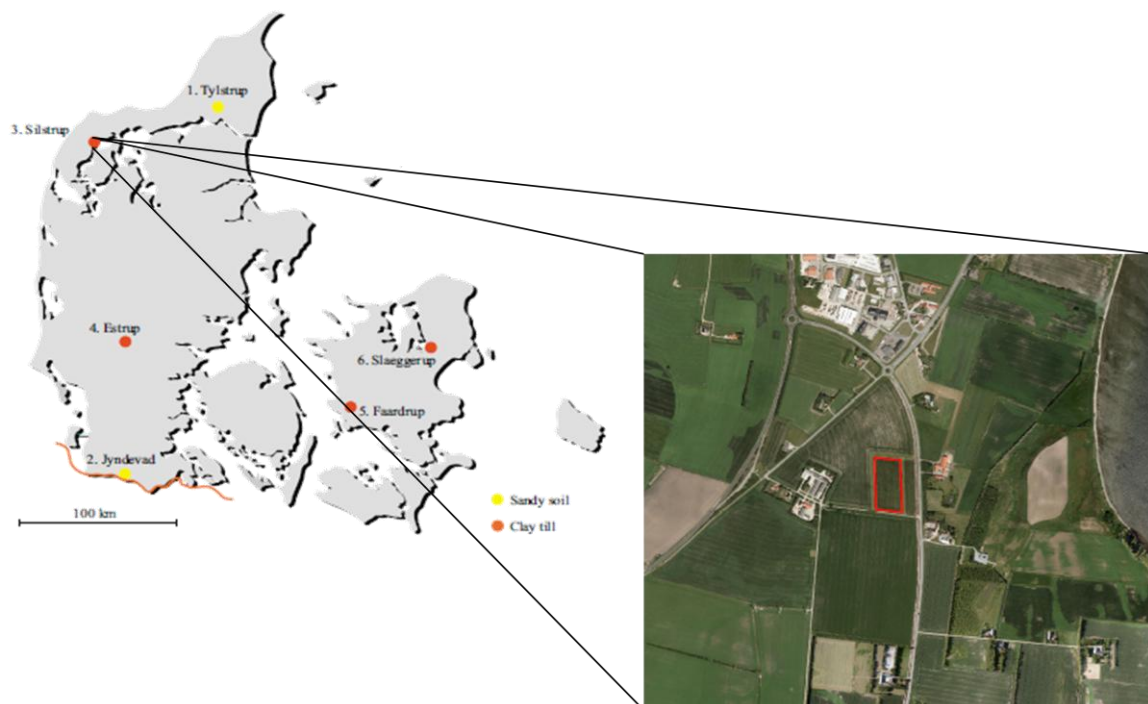 1. Tylstrup
3. Silstrup
4. Estrup
6. Slaeggerup
5. Faardrup
2. Jyndevad
Sandy soil
100 km
Clay till